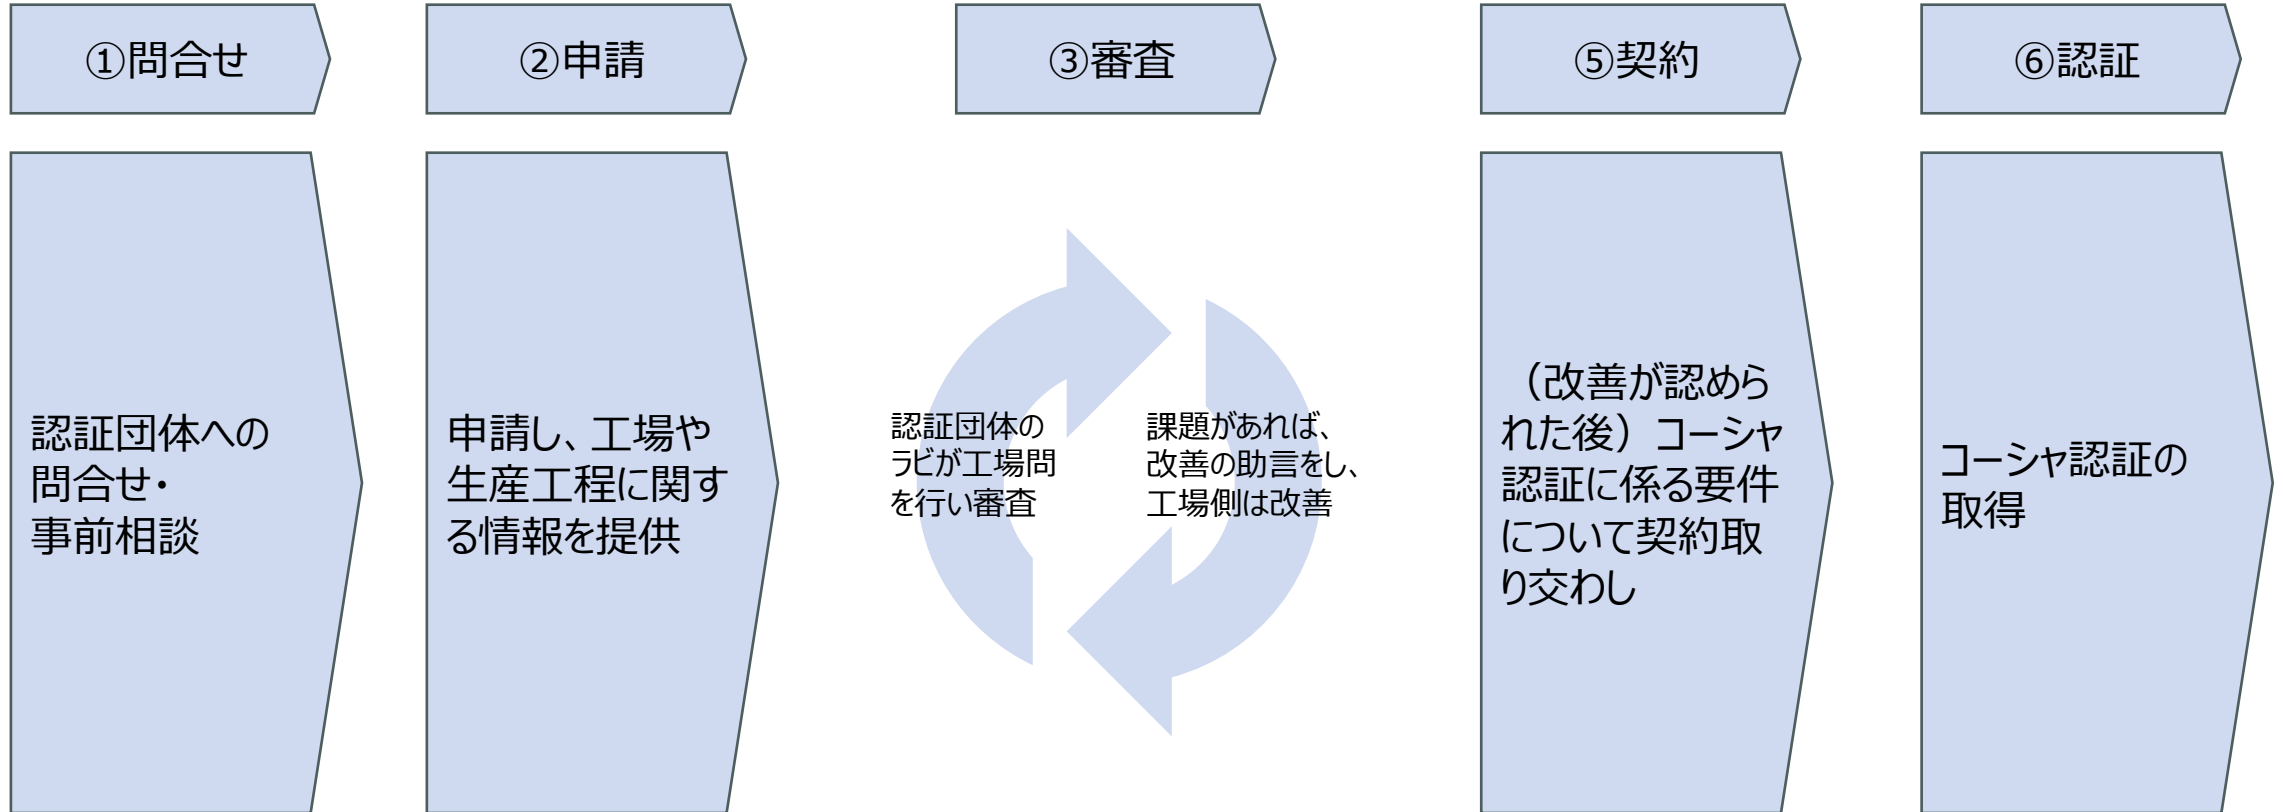 ①問合せ
②申請
③審査
⑤契約
⑥認証
認証団体への
問合せ・
事前相談
申請し、工場や
生産工程に関す
る情報を提供
認証団体の
ラビが工場問
を行い審査
課題があれば、
改善の助言をし、
工場側は改善
（改善が認めら
れた後）コーシャ
認証に係る要件
について契約取
り交わし
コーシャ認証の
取得